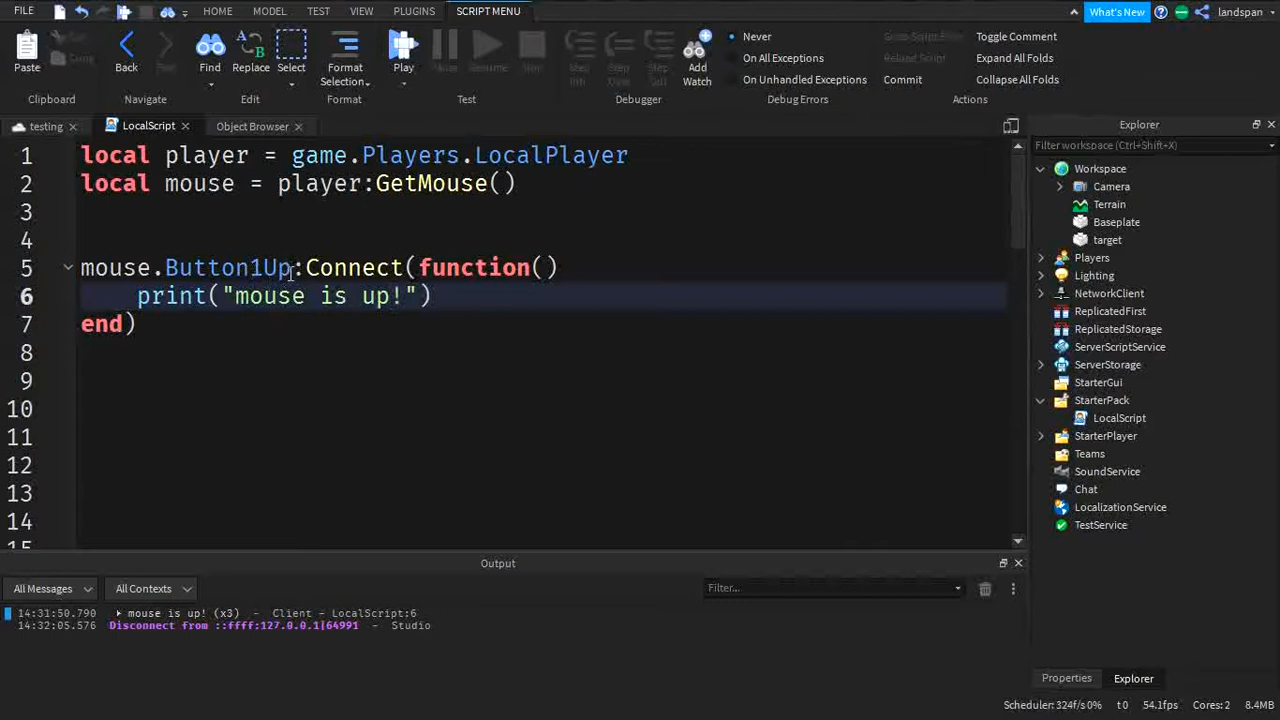 FILE HOME MODEL TEST VIEW PLUGINS SCRIPT MENU What's New landspan
Paste Back Find Replace Select Format Selection Play Add Watch
Never
On All Exceptions
On Unhandled Exceptions
Commit
Toggle Comment
Expand All Folds
Collapse All Folds
Clipboard Navigate Edit Format Test Debugger Debug Errors Actions
testing LocalScript Object Browser
1 local player = game.Players.LocalPlayer
2 local mouse = player:GetMouse()
3
4
5 mouse.Button1Up:Connect(function()
6 print("mouse is up!")
7 end)
8
9
10
11
12
13
14
15
Explorer
Filter workspace (Ctrl+Shift+X)
Workspace
Camera
Terrain
Baseplate
target
Players
Lighting
NetworkClient
ReplicatedFirst
ReplicatedStorage
ServerScriptService
ServerStorage
StarterGui
StarterPack
LocalScript
StarterPlayer
Teams
SoundService
Chat
LocalizationService
TestService
Output
All Messages All Contexts Filter...
14:31:50.790 mouse is up! (x3) - Client - LocalScript:6
14:32:05.576 Disconnect from ::ffff:127.0.0.1|64991 - Studio
Properties Explorer
Scheduler: 324f/s0% t0 54.1fps Cores: 2 8.4MB